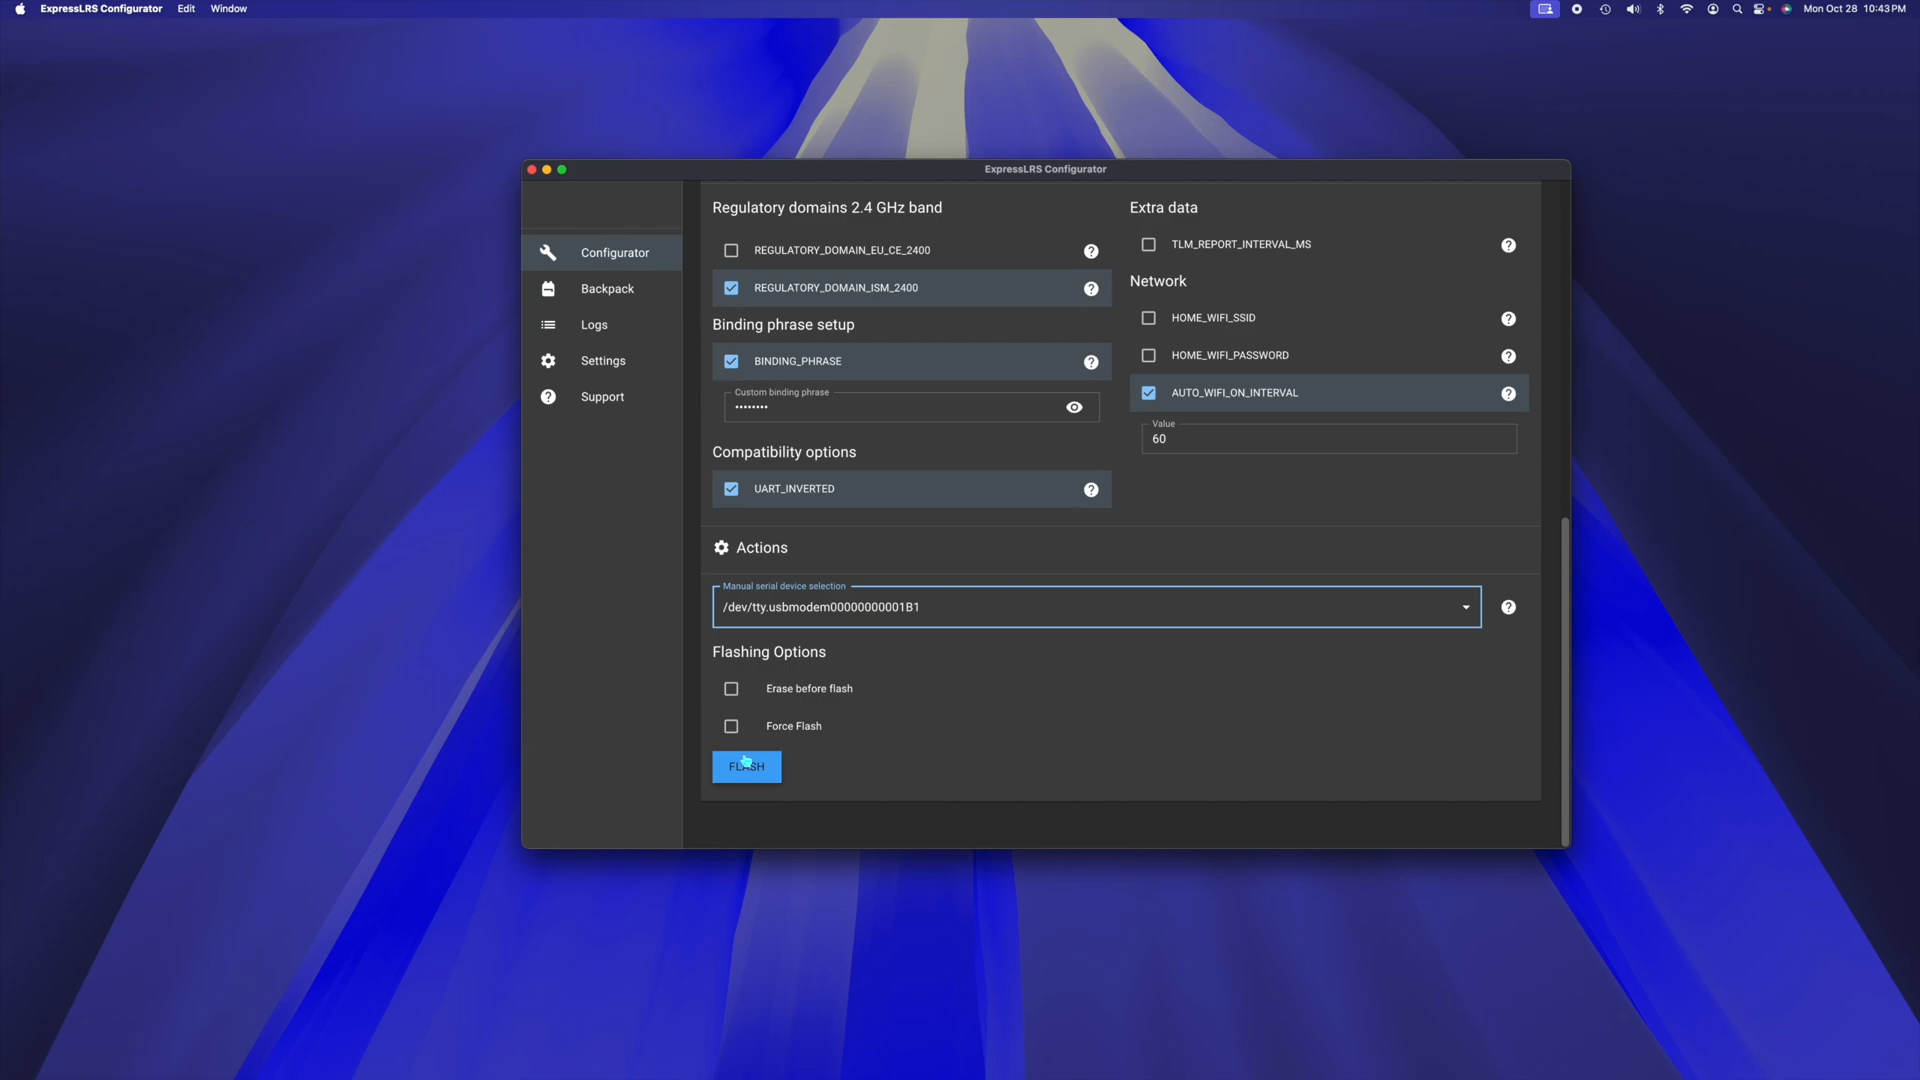 ExpressLRS Configurator Edit Window Mon Oct 28 10:43 PM
ExpressLRS Configurator
Configurator
Backpack
Logs
Settings
Support
Regulatory domains 2.4 GHz band
REGULATORY_DOMAIN_EU_CE_2400
REGULATORY_DOMAIN_ISM_2400
Binding phrase setup
BINDING_PHRASE
Custom binding phrase
••••••••
Compatibility options
UART_INVERTED
Extra data
TLM_REPORT_INTERVAL_MS
Network
HOME_WIFI_SSID
HOME_WIFI_PASSWORD
AUTO_WIFI_ON_INTERVAL
Value
60
Actions
Manual serial device selection
/dev/tty.usbmodem00000000001B1
Flashing Options
Erase before flash
Force Flash
FLASH